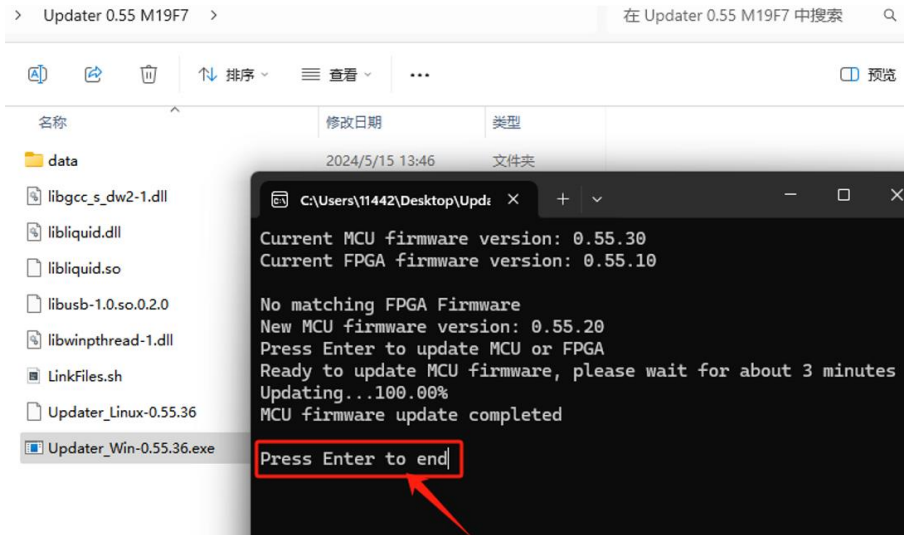 Updater 0.55 M19F7
在 Updater 0.55 M19F7 中搜索
排序
查看
预览
名称
修改日期
类型
data
2024/5/15 13:46
文件夹
libgcc_s_dw2-1.dll
libliquid.dll
libliquid.so
libusb-1.0.so.0.2.0
libwinpthread-1.dll
LinkFiles.sh
Updater_Linux-0.55.36
Updater_Win-0.55.36.exe
C:\Users\11442\Desktop\Upda
Current MCU firmware version: 0.55.30
Current FPGA firmware version: 0.55.10
No matching FPGA Firmware
New MCU firmware version: 0.55.20
Press Enter to update MCU or FPGA
Ready to update MCU firmware, please wait for about 3 minutes
Updating...100.00%
MCU firmware update completed
Press Enter to end